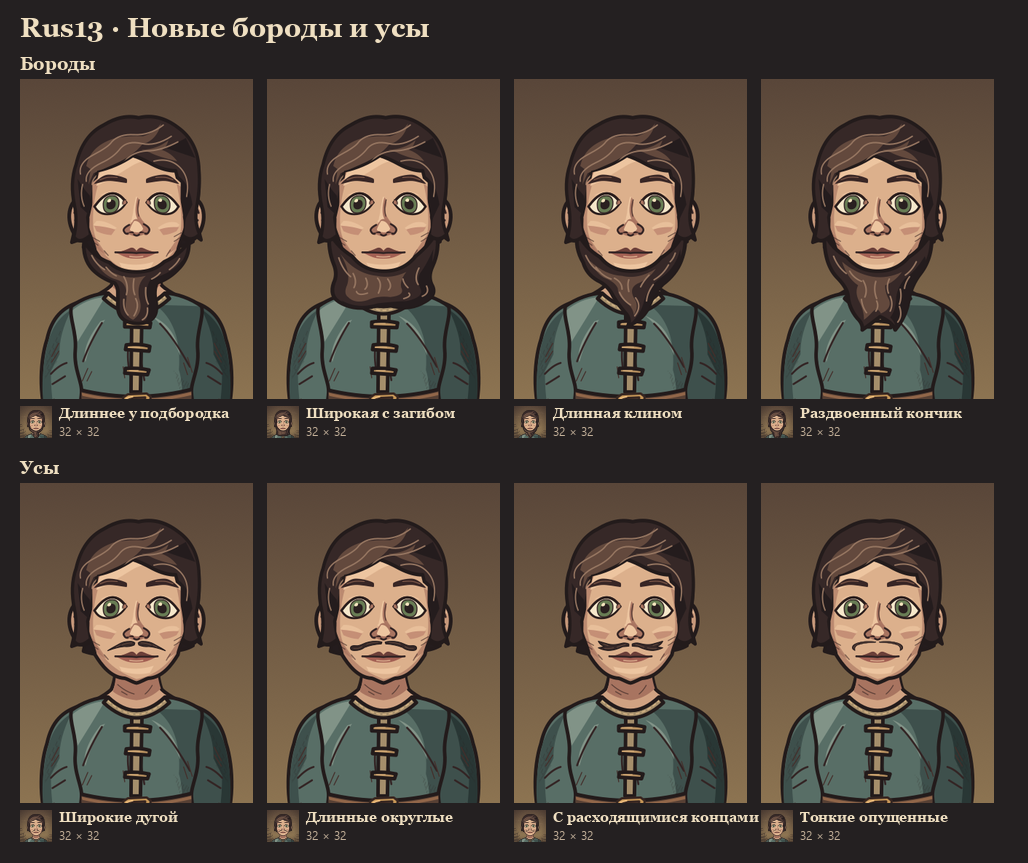 Rus13 · Новые бороды и усы
Бороды
Длиннее у подбородка
32 × 32
Широкая с загибом
32 × 32
Длинная клином
32 × 32
Раздвоенный кончик
32 × 32
Усы
Широкие дугой
32 × 32
Длинные округлые
32 × 32
С расходящимися концами
32 × 32
Тонкие опущенные
32 × 32